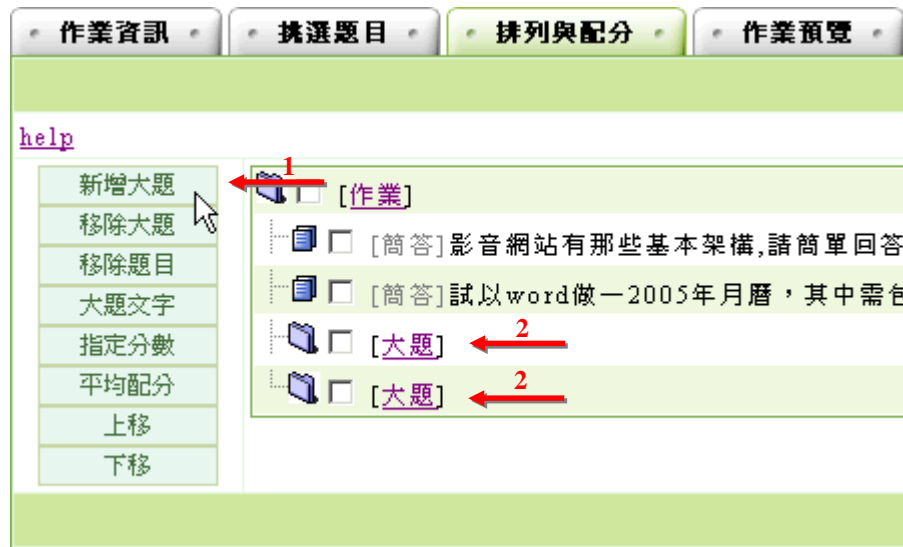 作業資訊 挑選題目 排列與配分 作業預覽
help
新增大題
移除大題
移除題目
大題文字
指定分數
平均配分
上移
下移
1
[作業]
[簡答]影音網站有那些基本架構,請簡單回答
[簡答]試以word做一2005年月曆，其中需包
[大題] 2
[大題] 2